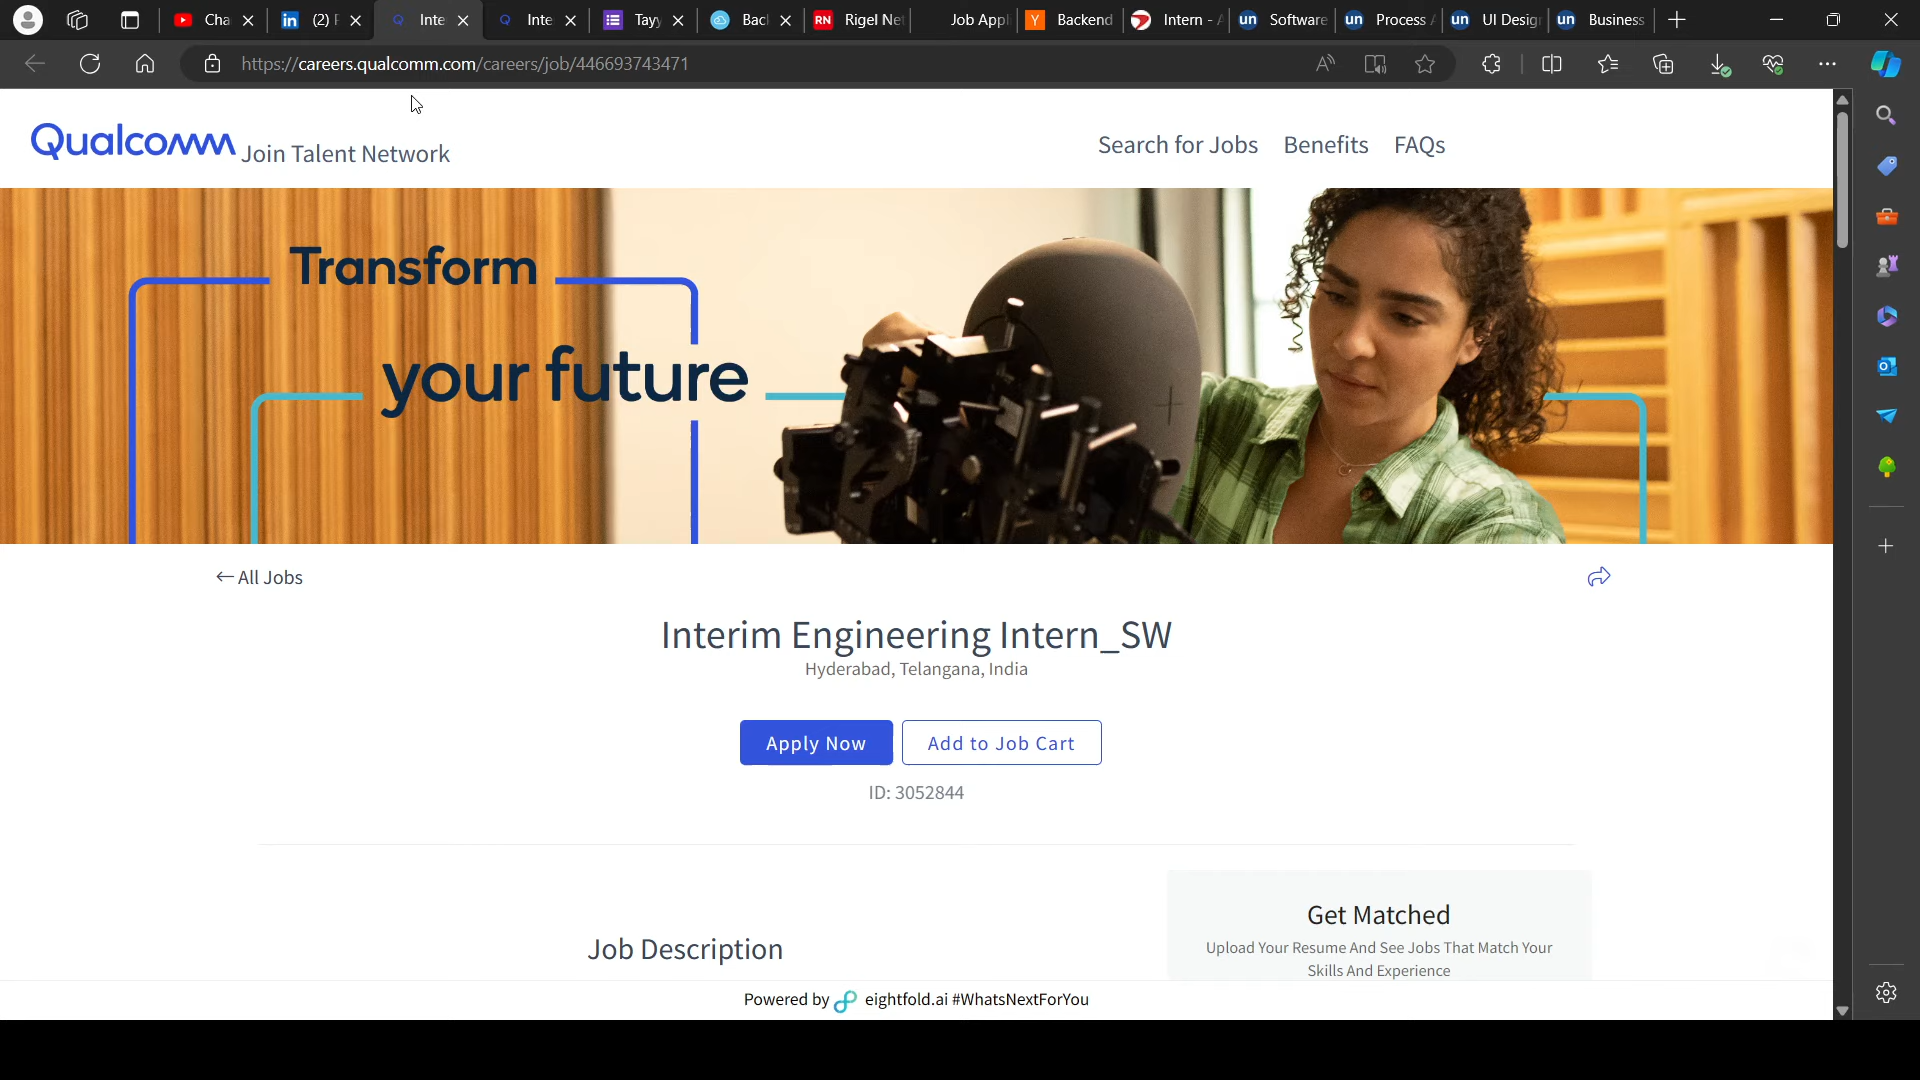 Cha
(2) F
Inte
Inte
Tayy
Bacl
RN
Rigel Net
Job Appli
Backend
Intern - A
un
Software
un
Process A
un
UI Desig
un
Business
https://careers.qualcomm.com/careers/job/446693743471
Qualcomm
Join Talent Network
Search for Jobs
Benefits
FAQs
Transform
your future
← All Jobs
Interim Engineering Intern_SW
Hyderabad, Telangana, India
Apply Now
Add to Job Cart
ID: 3052844
Get Matched
Job Description
Upload Your Resume And See Jobs That Match Your
Skills And Experience
Powered by eightfold.ai #WhatsNextForYou